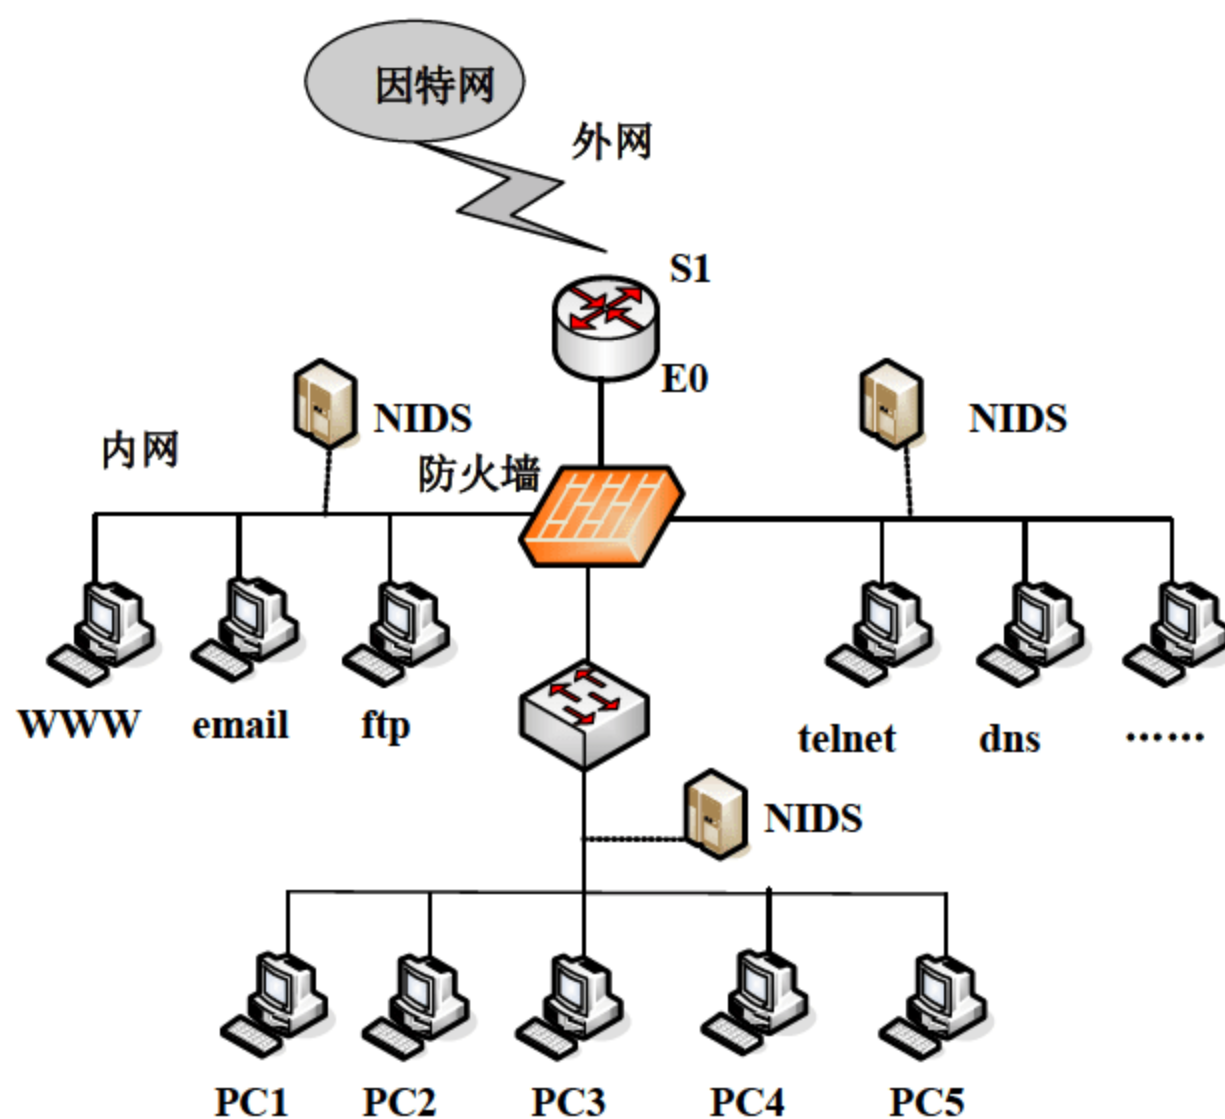 因特网
外网
S1
E0
NIDS
NIDS
内网
防火墙
WWW
email
ftp
telnet
dns
……
NIDS
PC1
PC2
PC3
PC4
PC5